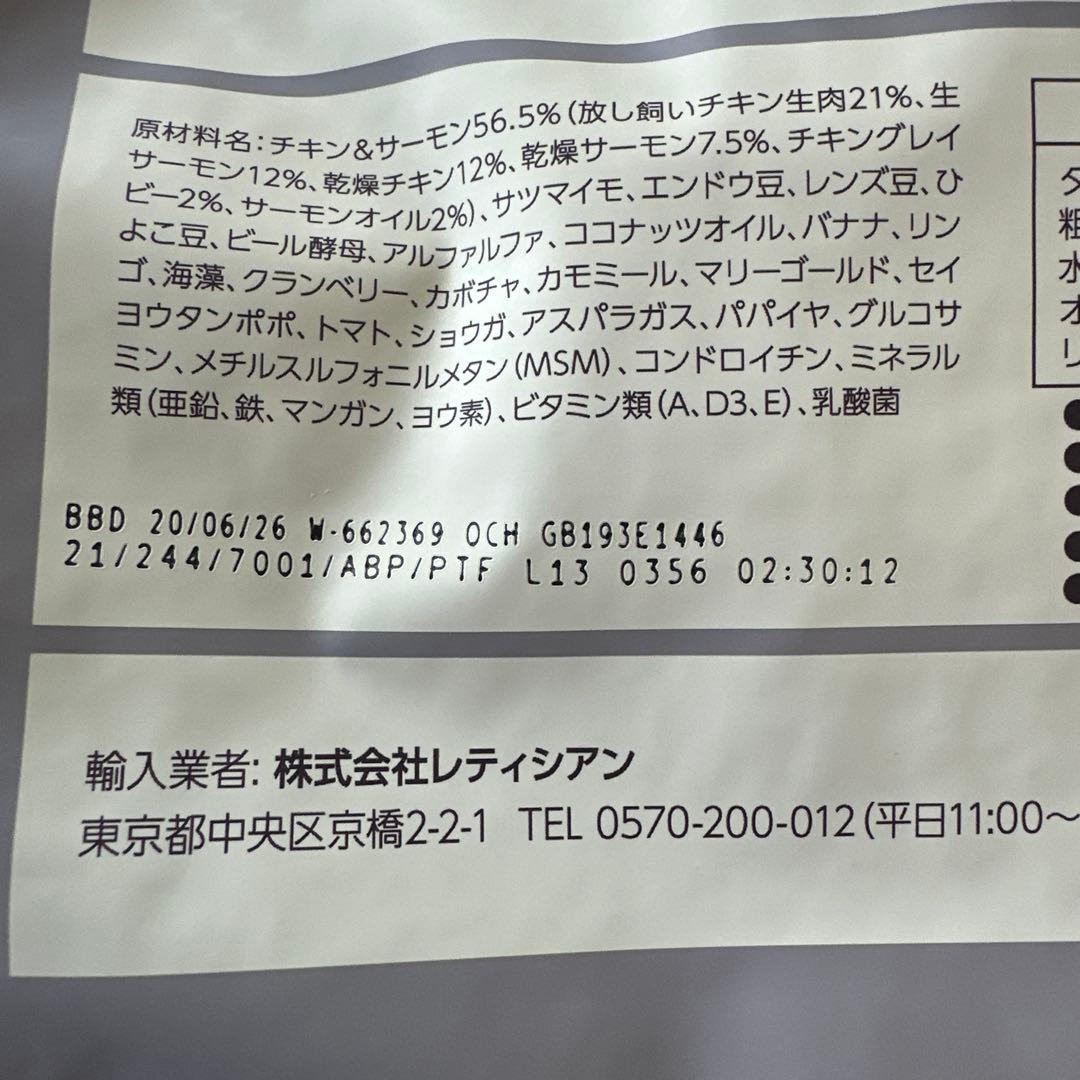 原材料名:チキン&サーモン56.5%(放し飼いチキン生肉21%、生
サーモン12%、乾燥チキン12%、乾燥サーモン7.5%、チキングレイ
ビー2%、サーモンオイル2%)、サツマイモ、エンドウ豆、レンズ豆、ひ
よこ豆、ビール酵母、アルファルファ、ココナッツオイル、バナナ、リン
ゴ、海藻、クランベリー、カボチャ、カモミール、マリーゴールド、セイ
ヨウタンポポ、トマト、ショウガ、アスパラガス、パパイヤ、グルコサ
ミン、メチルスルフォニルメタン(MSM)、コンドロイチン、ミネラル
類(亜鉛、鉄、マンガン、ヨウ素)、ビタミン類(A、D3、E)、乳酸菌
BBD 20/06/26 W-662369 OCH GB193E1446
21/244/7001/ABP/PTF L13 0356 02:30:12
輸入業者: 株式会社レティシアン
東京都中央区京橋2-2-1 TEL 0570-200-012(平日11:00〜
粗
水